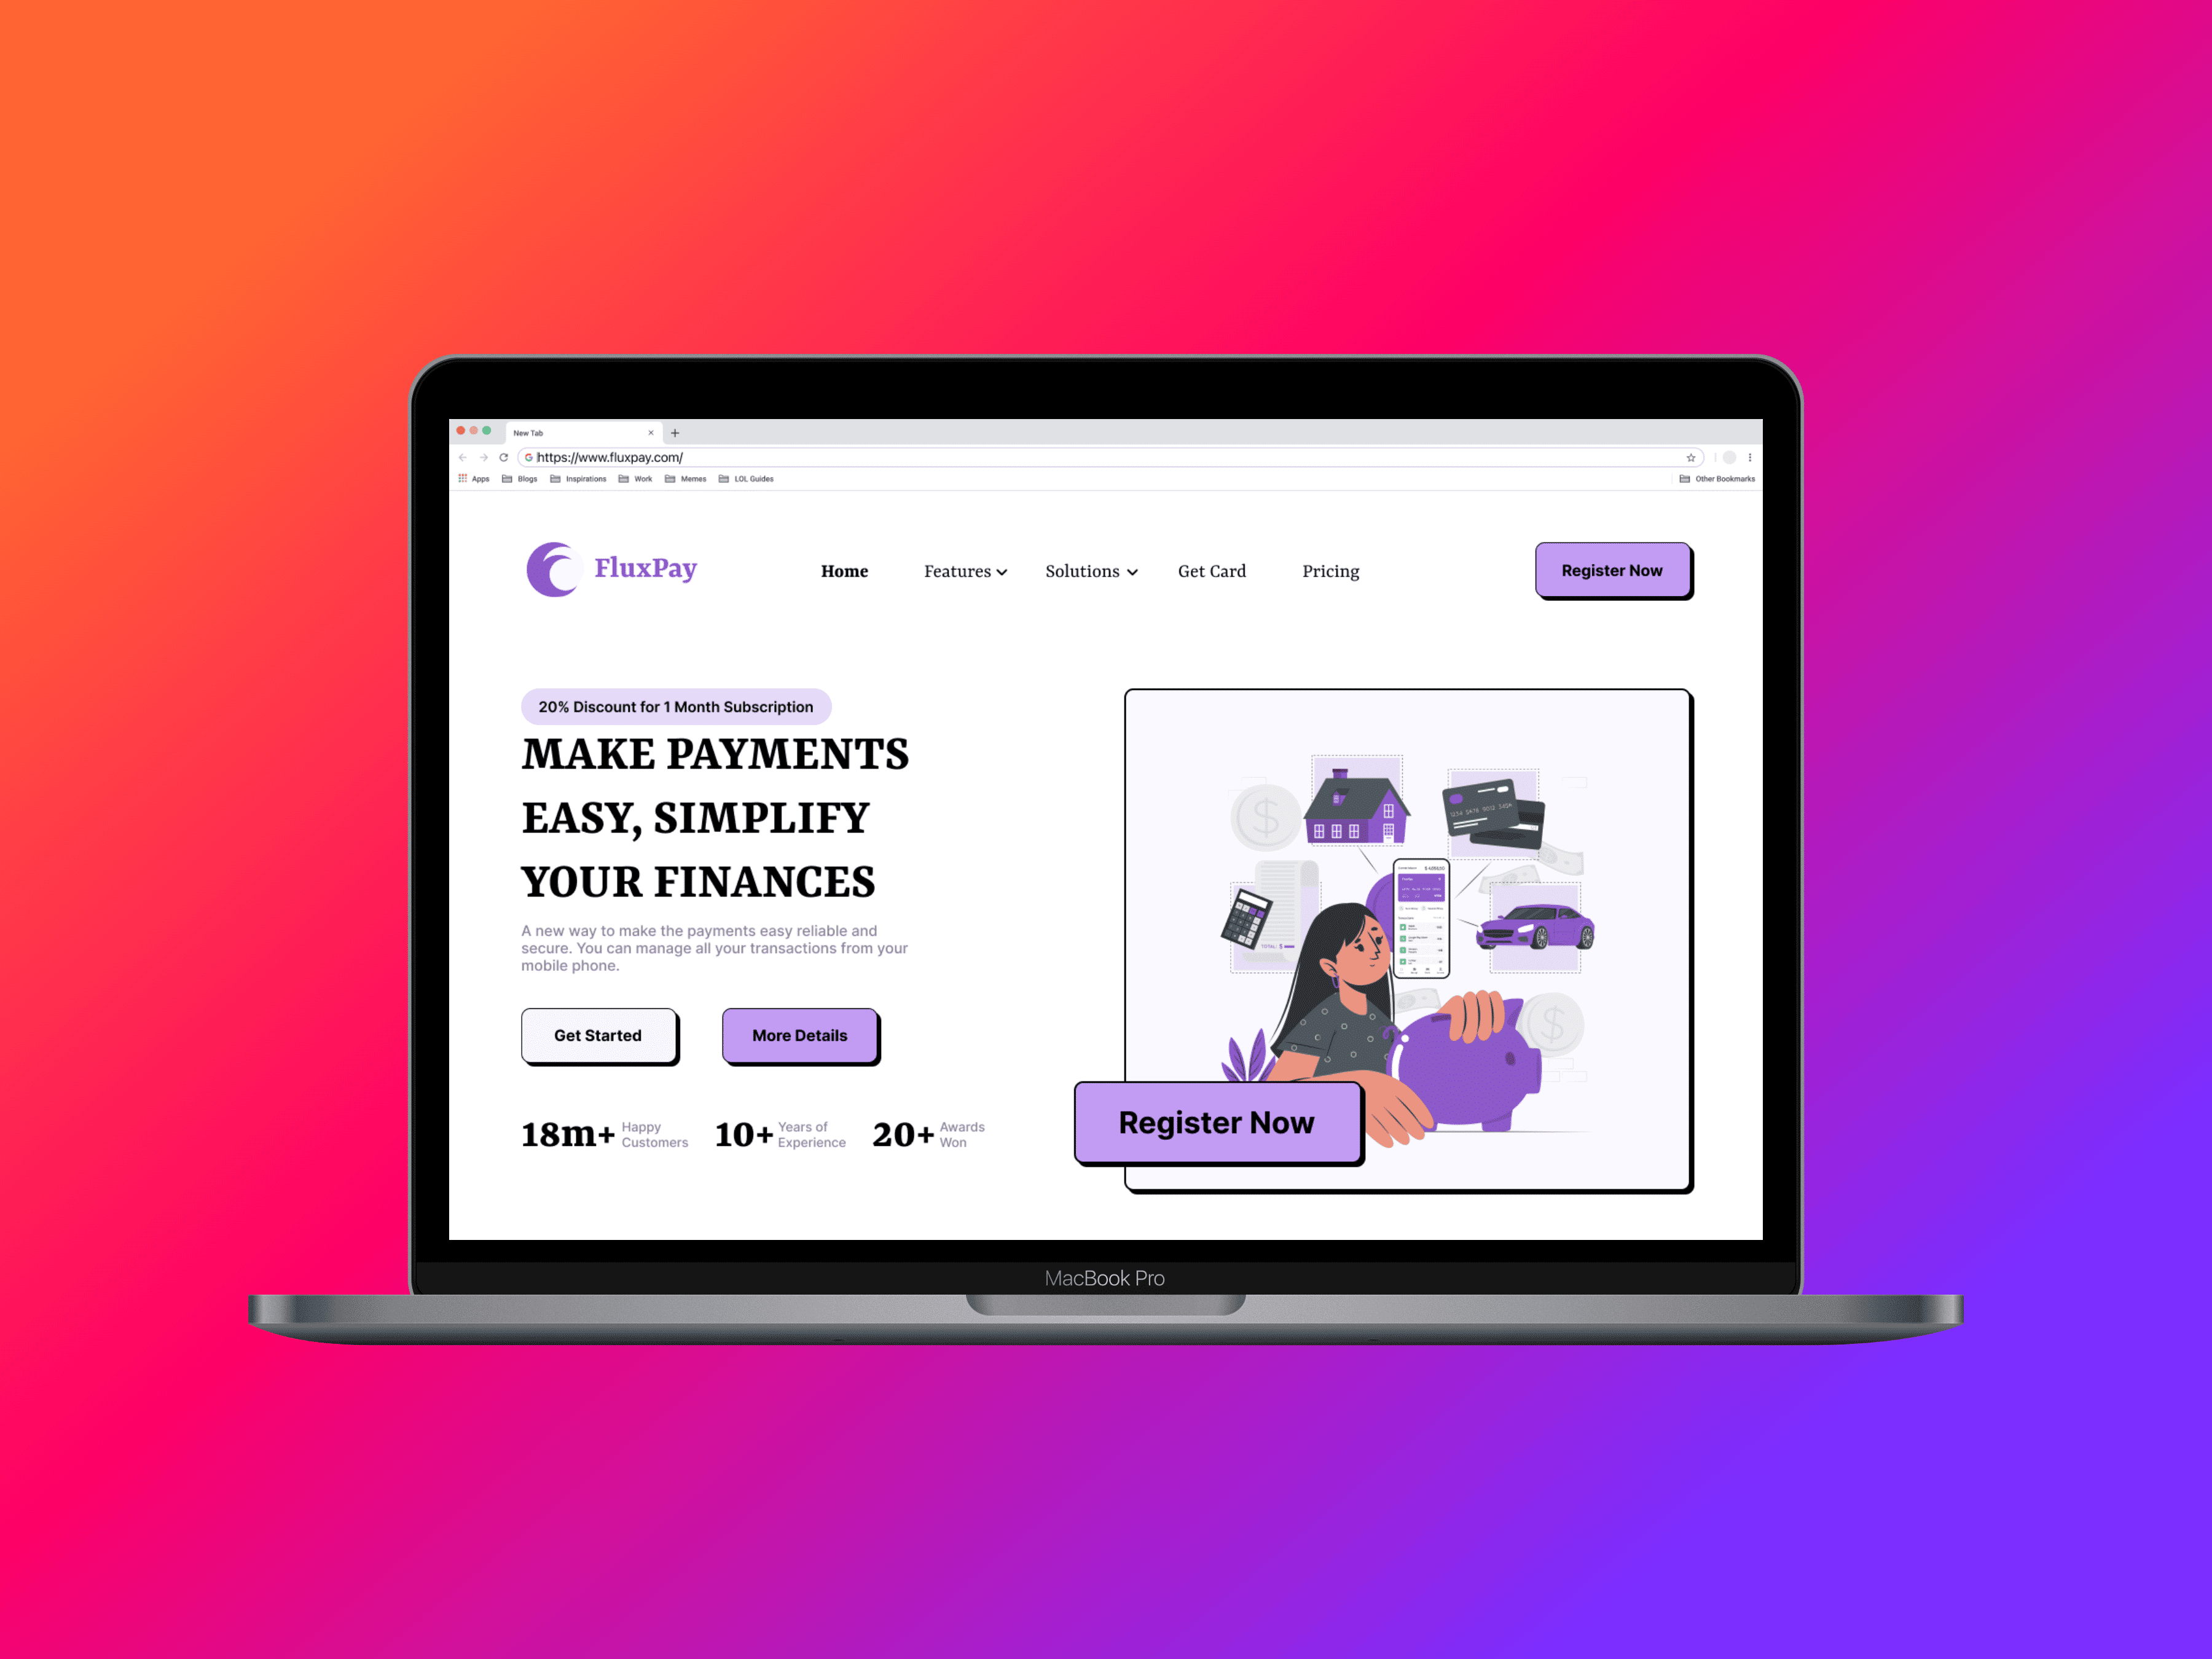 New Tab
https://www.fluxpay.com/
Apps Blogs Inspirations Work Memes LOL Guides Other Bookmarks
FluxPay Home Features Solutions Get Card Pricing Register Now
20% Discount for 1 Month Subscription
MAKE PAYMENTS
EASY, SIMPLIFY
YOUR FINANCES
A new way to make the payments easy reliable and
secure. You can manage all your transactions from your
mobile phone.
Get Started More Details
18m+ Happy Customers 10+ Years of Experience 20+ Awards Won
TOTAL: $
Register Now
MacBook Pro